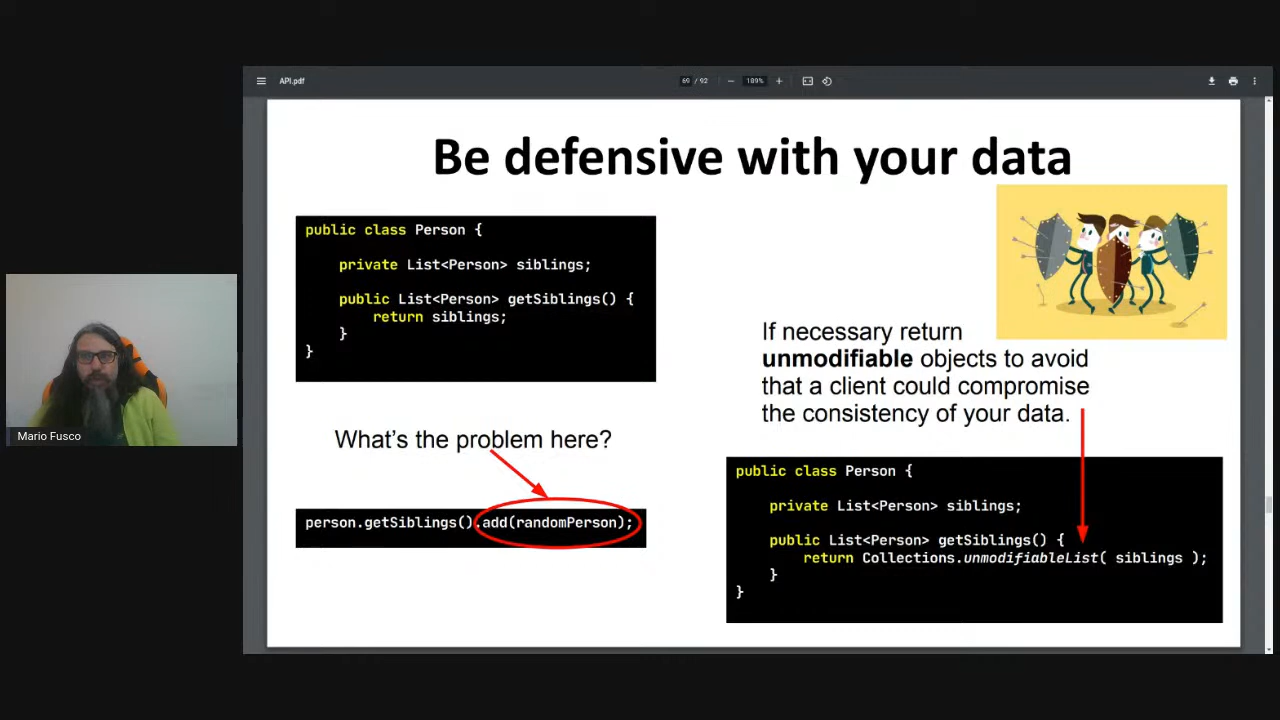 API.pdf
69 / 92
189%
Be defensive with your data
public class Person {
private List<Person> siblings;
public List<Person> getSiblings() {
return siblings;
}
}
What's the problem here?
person.getSiblings().add(randomPerson);
If necessary return
unmodifiable objects to avoid
that a client could compromise
the consistency of your data.
public class Person {
private List<Person> siblings;
public List<Person> getSiblings() {
return Collections.unmodifiableList( siblings );
}
}
Mario Fusco